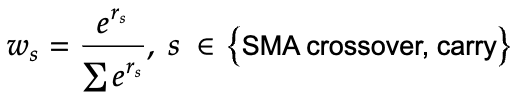 w_s = e^{r_s} / ∑ e^{r_s}, s ∈ {SMA crossover, carry}